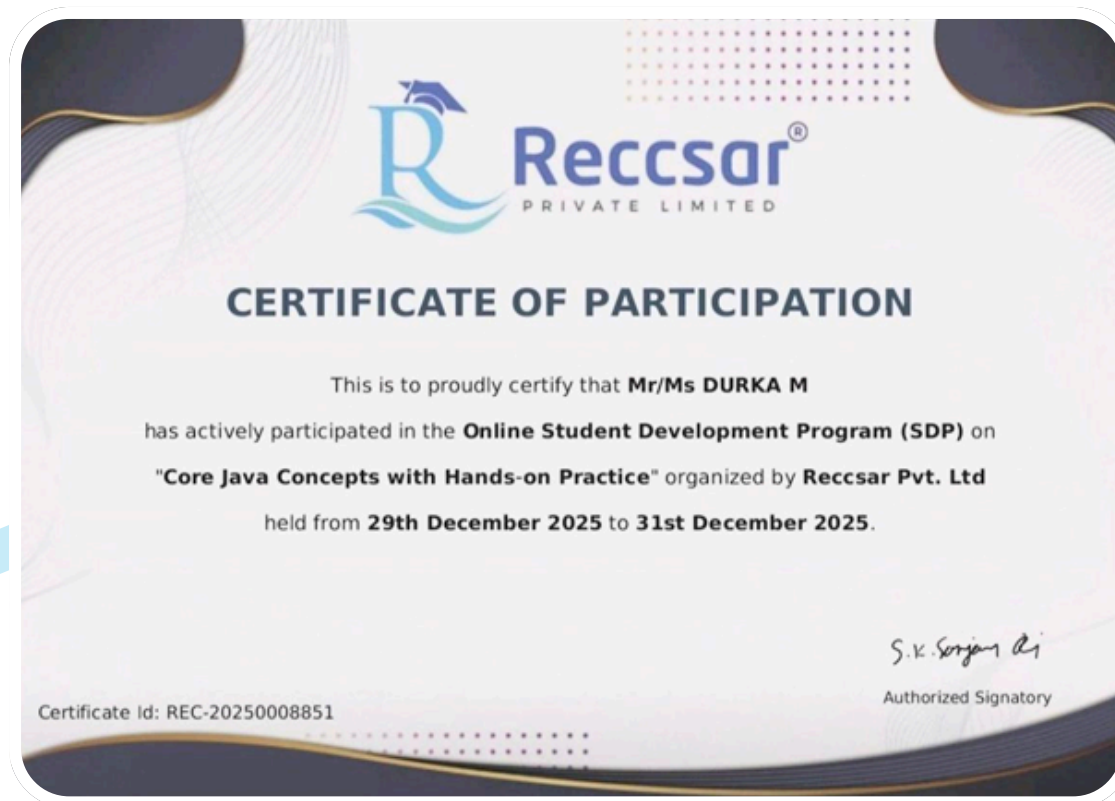 Reccsar®
PRIVATE LIMITED
CERTIFICATE OF PARTICIPATION
This is to proudly certify that Mr/Ms DURKA M
has actively participated in the Online Student Development Program (SDP) on
"Core Java Concepts with Hands-on Practice" organized by Reccsar Pvt. Ltd
held from 29th December 2025 to 31st December 2025.
S.K.
Authorized Signatory
Certificate Id: REC-20250008851